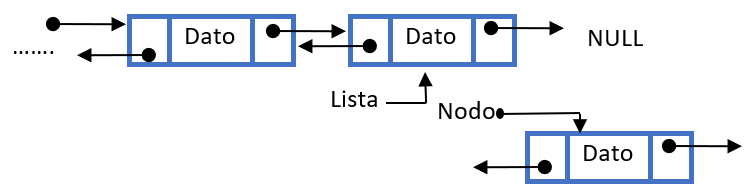 .......
Dato
Dato
NULL
Lista
Nodo
Dato